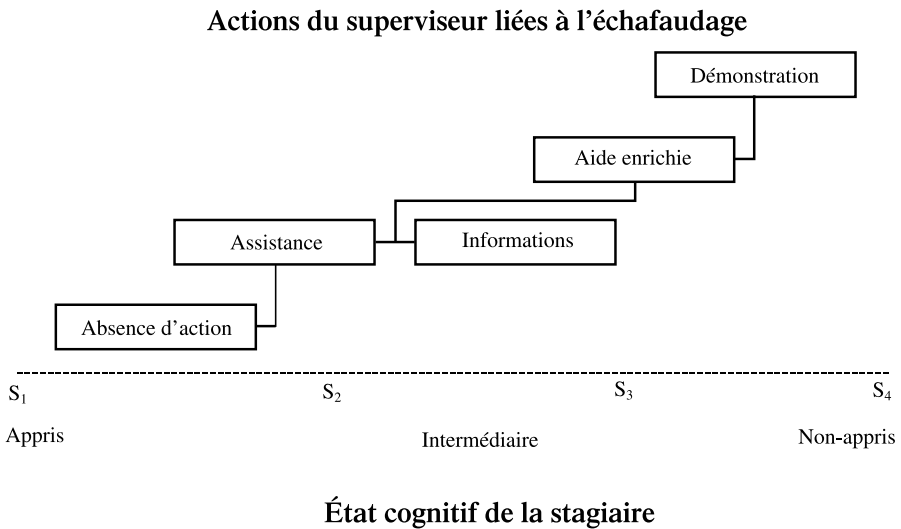 Actions du superviseur liées à l’échafaudage
Démonstration
Aide enrichie
Assistance
Informations
Absence d’action
S₁ S₂ S₃ S₄
Appris Intermédiaire Non-appris
État cognitif de la stagiaire